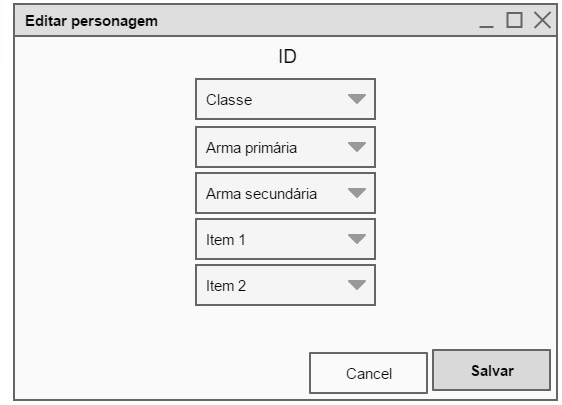 Editar personagem
ID
Classe
Arma primária
Arma secundária
Item 1
Item 2
Cancel
Salvar